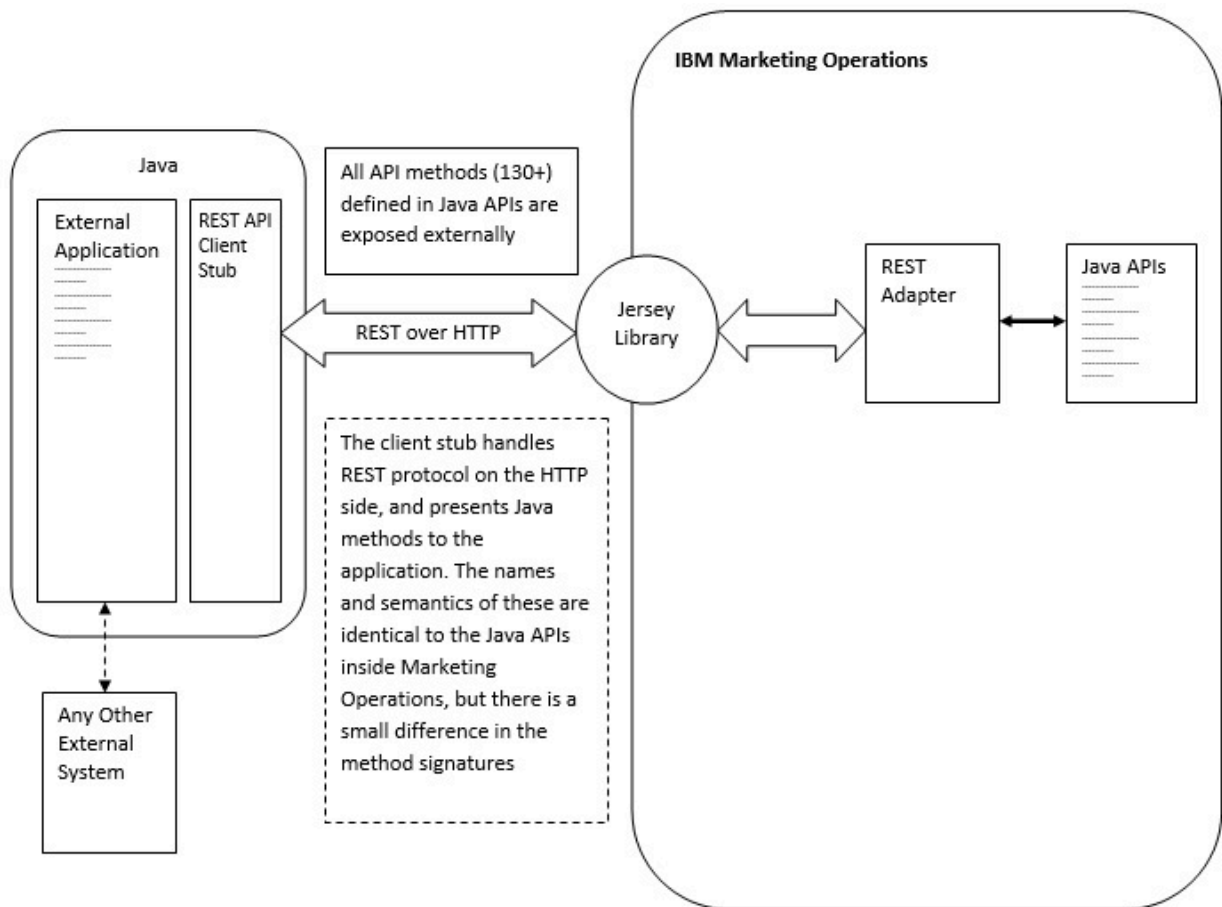 IBM Marketing Operations
Java
External
Application
REST API
Client
Stub
All API methods (130+)
defined in Java APIs are
exposed externally
REST over HTTP
Jersey
Library
REST
Adapter
Java APIs
The client stub handles
REST protocol on the HTTP
side, and presents Java
methods to the
application. The names
and semantics of these are
identical to the Java APIs
inside Marketing
Operations, but there is a
small difference in the
method signatures
Any Other
External
System